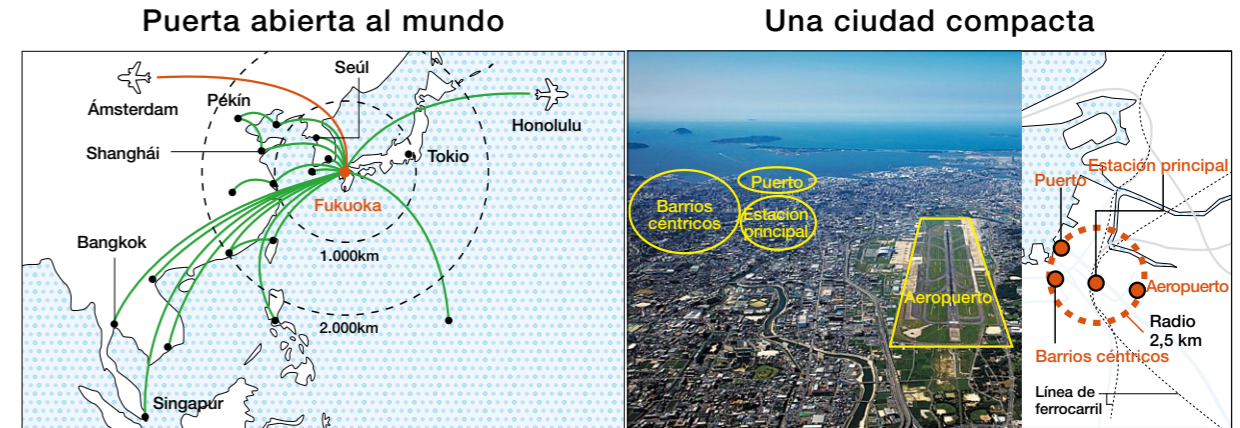 Puerta abierta al mundo
Ámsterdam
Pekín
Seúl
Honolulu
Shanghái
Tokio
Fukuoka
Bangkok
1.000km
2.000km
Singapur
Una ciudad compacta
Barrios
céntricos
Puerto
Estación
principal
Aeropuerto
Estación principal
Puerto
Aeropuerto
Radio
2,5 km
Barrios céntricos
Línea de
ferrocarril